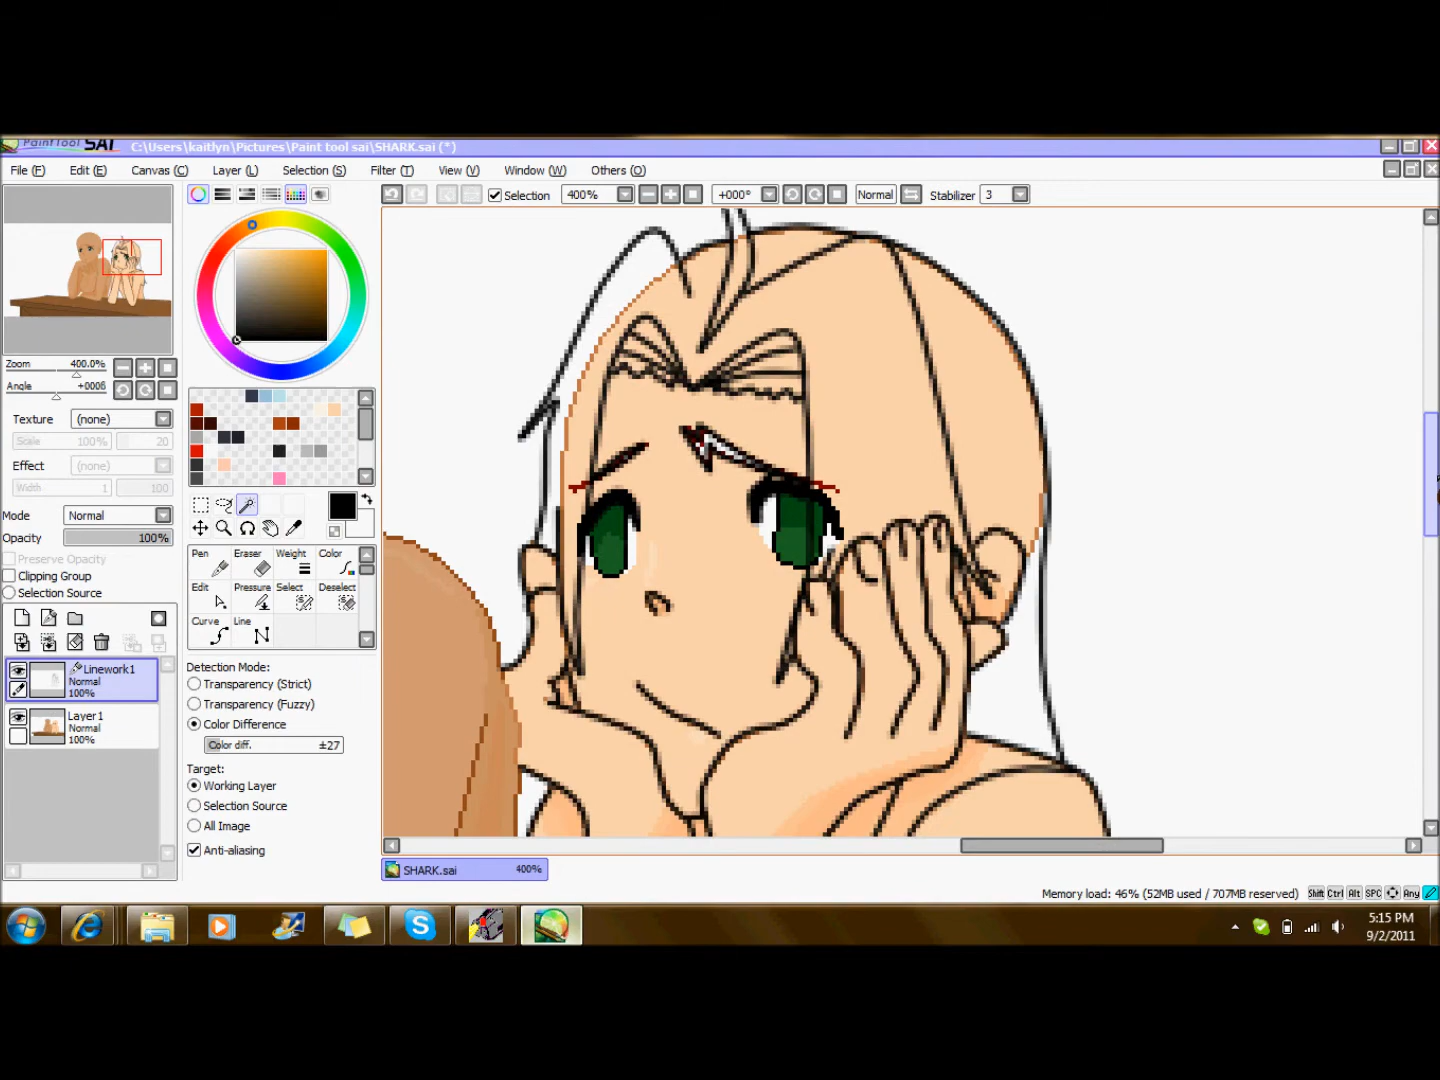 PaintTool SAI C:\Users\kaitlyn\Pictures\Paint tool sai\SHARK.sai (*)
File (F) Edit (E) Canvas (C) Layer (L) Selection (S) Filter (T) View (V) Window (W) Others (O)
Selection 400% +000° Normal Stabilizer 3
Zoom 400.0%
Angle +000δ
Texture (none)
Scale 100% 20
Effect (none)
Width 1 100
Mode Normal
Opacity 100%
Preserve Opacity
Clipping Group
Selection Source
Linework1
Normal
100%
Layer1
Normal
100%
Pen Eraser Weight Color
Edit Pressure Select Deselect
Curve Line
Detection Mode:
Transparency (Strict)
Transparency (Fuzzy)
Color Difference
Color diff. ±27
Target:
Working Layer
Selection Source
All Image
Anti-aliasing
SHARK.sai 400%
Memory load: 46% (52MB used / 707MB reserved) Shift Ctrl Alt SPC Any
5:15 PM
9/2/2011